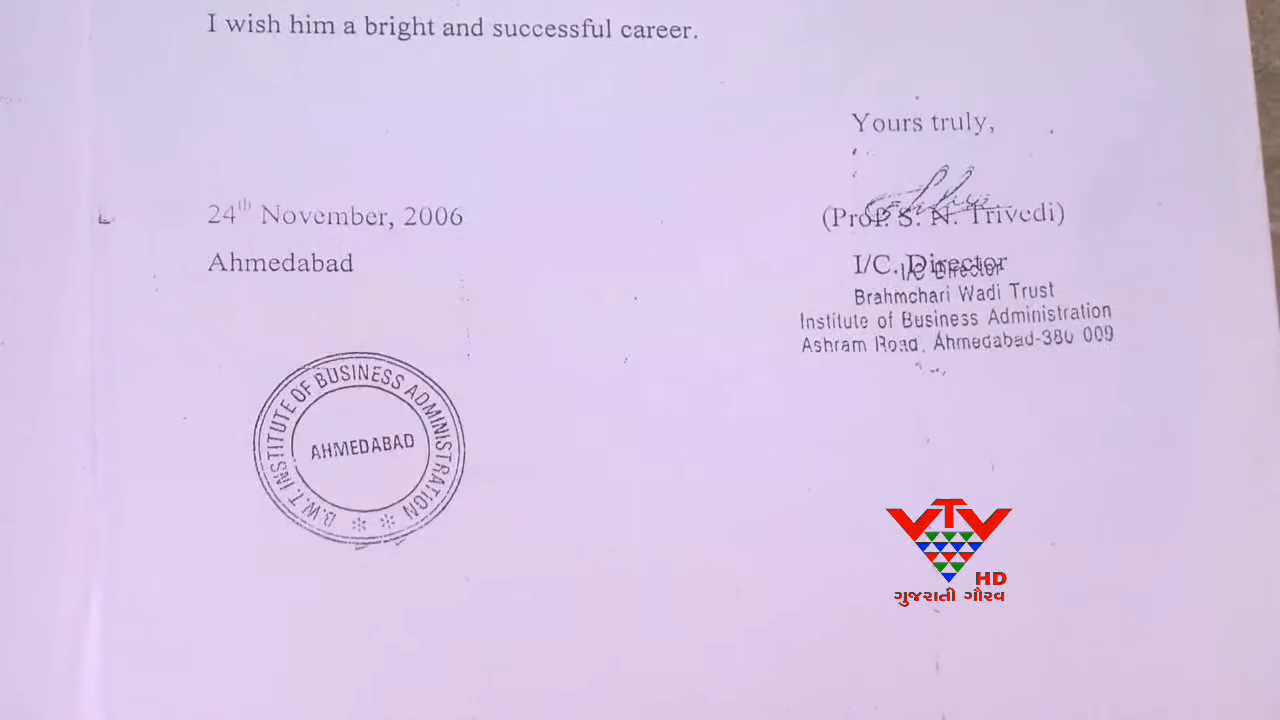 I wish him a bright and successful career.
Yours truly,
24th November, 2006
(Prof. S. N. Trivedi)
Ahmedabad
I/C. Director
I/C Director
Brahmchari Wadi Trust
Institute of Business Administration
Ashram Road, Ahmedabad-380 009
B.W.T. INSTITUTE OF BUSINESS ADMINISTRATION
AHMEDABAD
VTV
HD
ગુજરાતી ગૌરવ